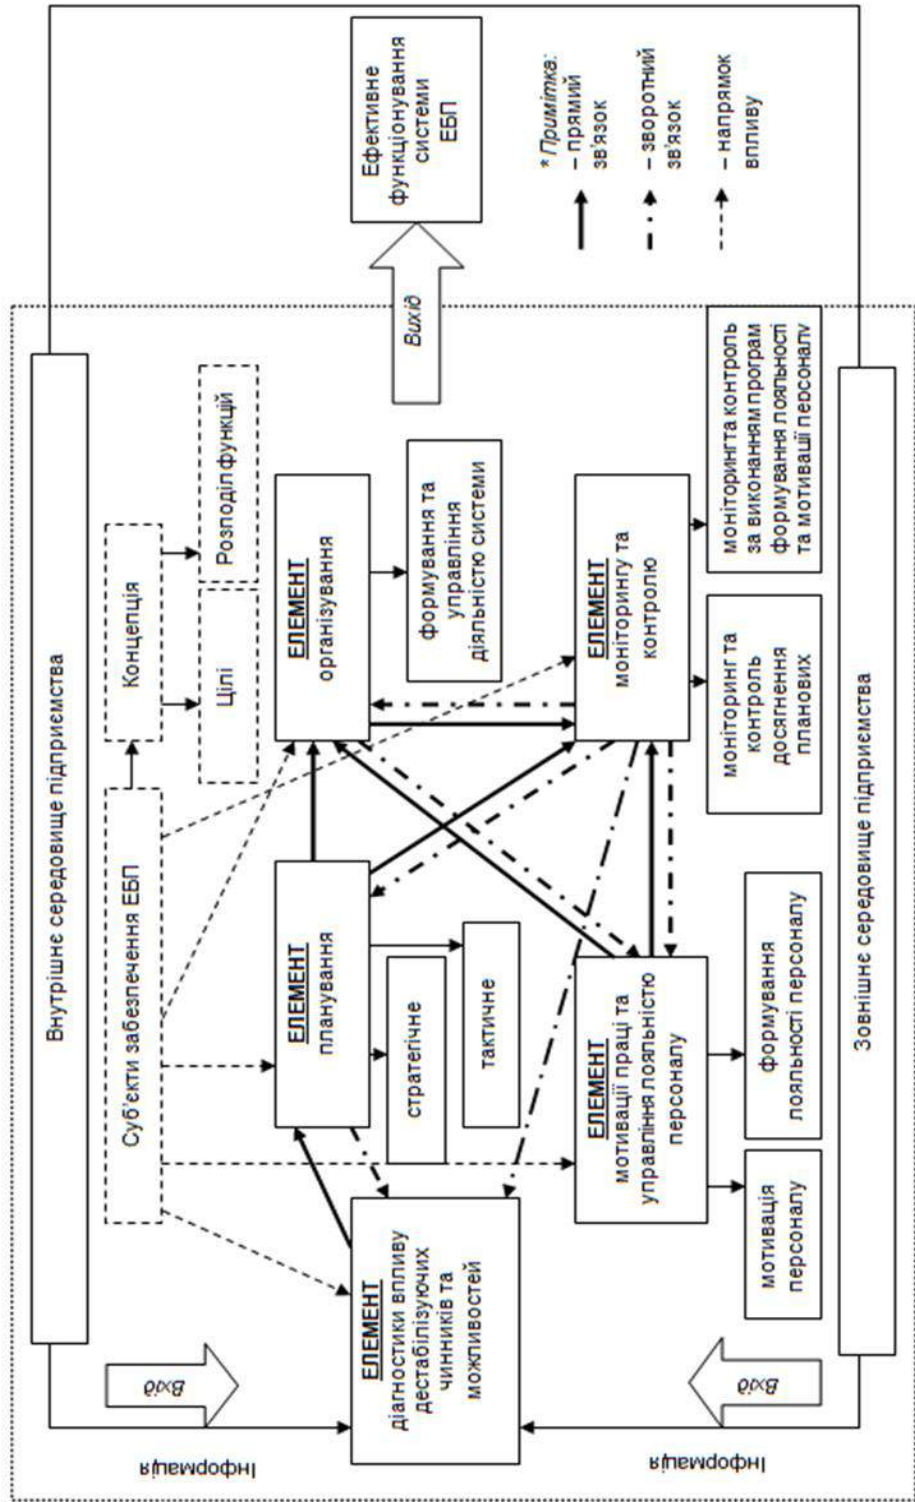 Внутрішнє середовище підприємства
Інформація
Вхід
Суб’єкти забезпечення ЕБП
Концепція
Цілі
Розподіл функцій
ЕЛЕМЕНТ
діагностики впливу
дестабілізуючих
чинників та
можливостей
ЕЛЕМЕНТ
планування
стратегічне
тактичне
ЕЛЕМЕНТ
організування
формування та
управління
діяльністю системи
Вихід
Ефективне
функціонування
системи
ЕБП
ЕЛЕМЕНТ
мотивації праці та
управління лояльністю
персоналу
мотивація
персоналу
формування
лояльності персоналу
ЕЛЕМЕНТ
моніторингу та
контролю
моніторинг та
контроль
досягнення
планових
моніторинг та контроль
за виконанням програм
формування лояльності
та мотивації персоналу
Інформація
Вхід
Зовнішнє середовище підприємства
* Примітка:
– прямий
зв’язок
– зворотний
зв’язок
– напрямок
впливу